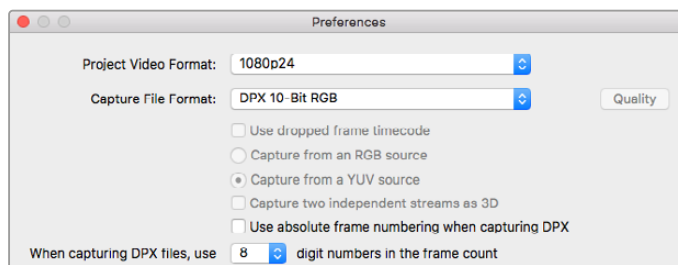 Preferences
Project Video Format: 1080p24
Capture File Format: DPX 10-Bit RGB Quality
Use dropped frame timecode
Capture from an RGB source
Capture from a YUV source
Capture two independent streams as 3D
Use absolute frame numbering when capturing DPX
When capturing DPX files, use 8 digit numbers in the frame count